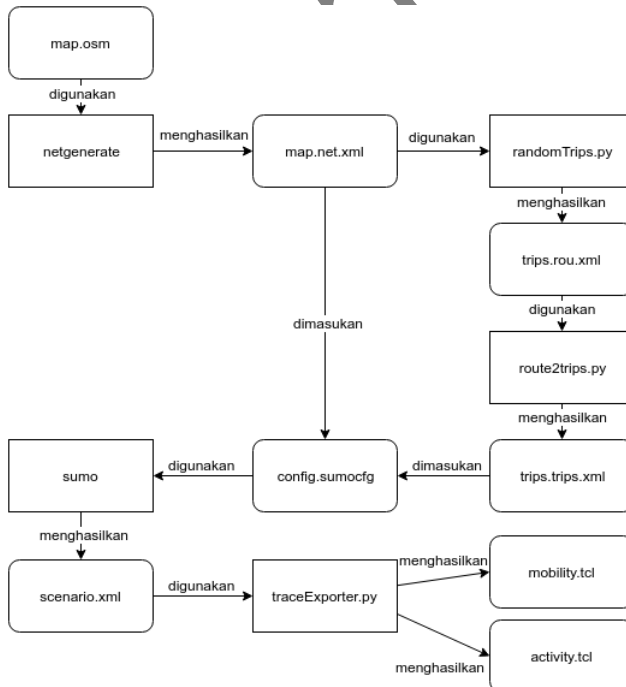 map.osm
digunakan
netgenerate
menghasilkan
map.net.xml
digunakan
randomTrips.py
menghasilkan
trips.rou.xml
digunakan
route2trips.py
menghasilkan
trips.trips.xml
dimasukan
dimasukan
config.sumocfg
digunakan
sumo
menghasilkan
scenario.xml
digunakan
traceExporter.py
menghasilkan
mobility.tcl
menghasilkan
activity.tcl